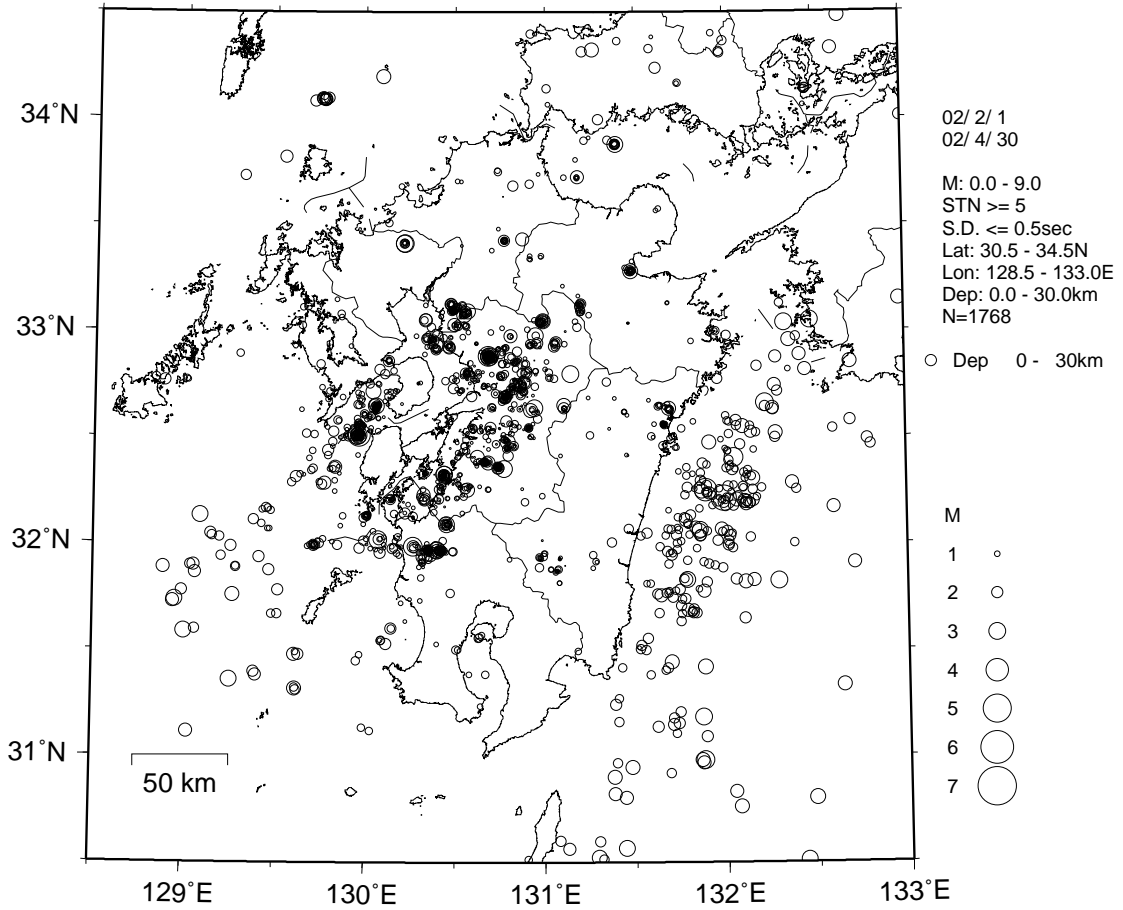 34°N
33°N
32°N
31°N
50 km
129°E
130°E
131°E
132°E
133°E
02/ 2/ 1
02/ 4/ 30
M: 0.0 - 9.0
STN >= 5
S.D. <= 0.5sec
Lat: 30.5 - 34.5N
Lon: 128.5 - 133.0E
Dep: 0.0 - 30.0km
N=1768
Dep 0 - 30km
M
1
2
3
4
5
6
7